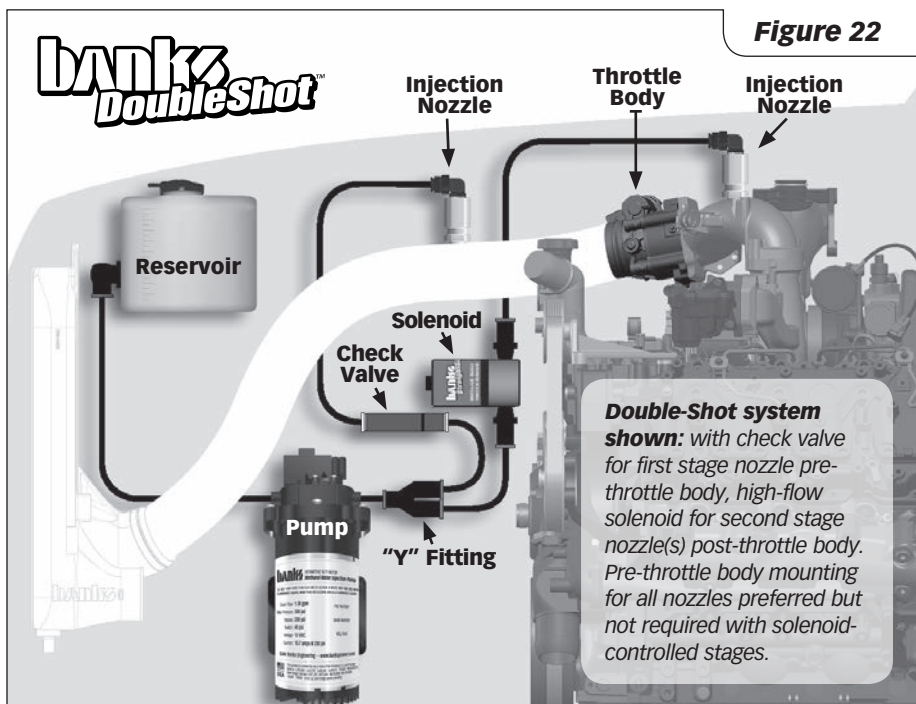 Figure 22
banks
DoubleShot™
Injection
Nozzle
Throttle
Body
Injection
Nozzle
Reservoir
Solenoid
Check
Valve
Pump
"Y" Fitting
banks
Double-Shot system
shown: with check valve
for first stage nozzle pre-
throttle body, high-flow
solenoid for second stage
nozzle(s) post-throttle body.
Pre-throttle body mounting
for all nozzles preferred but
not required with solenoid-
controlled stages.